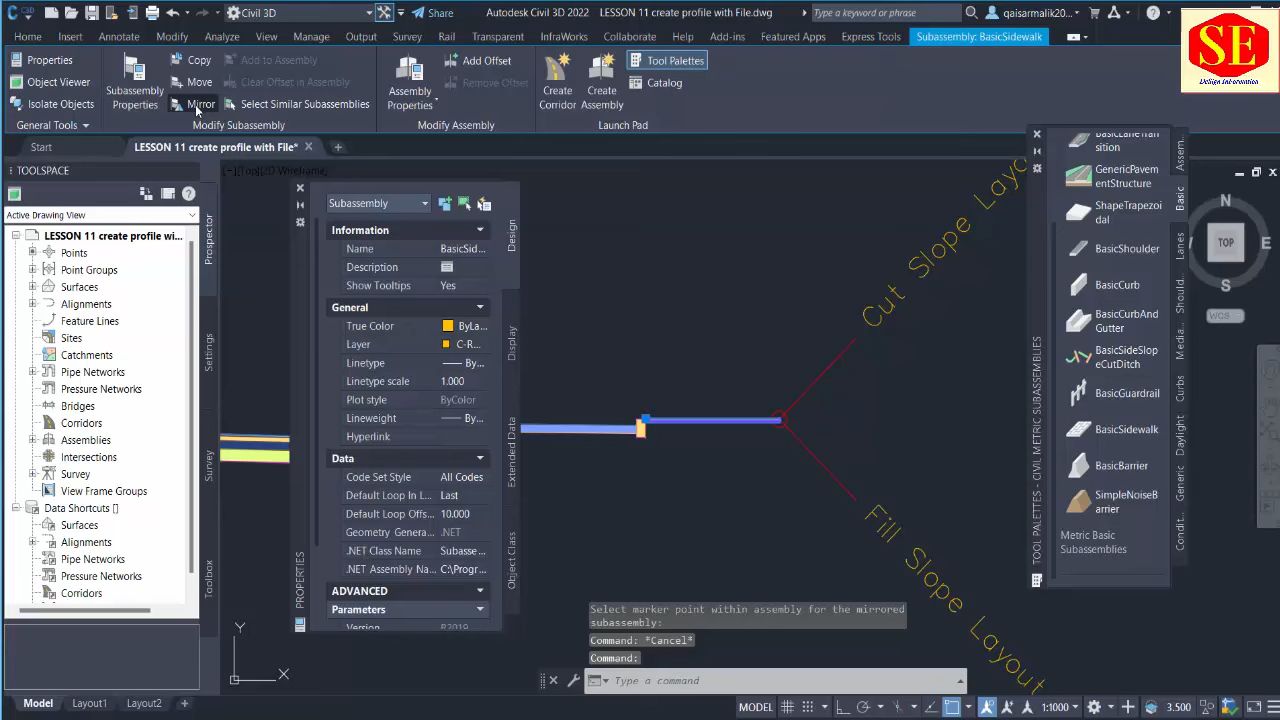 Civil 3D
Share
Autodesk Civil 3D 2022 LESSON 11 create profile with File.dwg
Type a keyword or phrase
qaisarmalik20...
SE
Design Information
Home Insert Annotate Modify Analyze View Manage Output Survey Rail Collaborate Help Add-ins Featured Apps Express Tools Subassembly: BasicSidewalk
Properties
Object Viewer
Isolate Objects
General Tools
Subassembly
Properties
Copy
Move
Mirror
Add to Assembly
Clear Offset in Assembly
Select Similar Subassemblies
Modify Subassembly
Assembly
Properties
Add Offset
Remove Offset
Modify Assembly
Create
Corridor
Create
Assembly
Tool Palettes
Catalog
Launch Pad
Start
LESSON 11 create profile with File*
TOOLSPACE
Active Drawing View
LESSON 11 create profile wi...
Points
Point Groups
Surfaces
Alignments
Feature Lines
Sites
Catchments
Pipe Networks
Pressure Networks
Bridges
Corridors
Assemblies
Intersections
Survey
View Frame Groups
Data Shortcuts []
Surfaces
Alignments
Pipe Networks
Pressure Networks
Corridors
Prospector
Settings
Survey
Toolbox
[−][Top][2D Wireframe]
Subassembly
Information
Name BasicSid...
Description
Show Tooltips Yes
General
True Color ByLa...
Layer C-R...
Linetype By...
Linetype scale 1.000
Plot style ByColor
Lineweight By...
Hyperlink
Data
Code Set Style All Codes
Default Loop In L... Last
Default Loop Offs... 10.000
Geometry Genera... .NET
.NET Class Name Subasse...
.NET Assembly Na... C:\Progr...
ADVANCED
Parameters
Version R2019
Design
Display
Extended Data
Object Class
PROPERTIES
Cut Slope Layo
Fill Slope Layout
BasicLaneTran
sition
GenericPavem
entStructure
ShapeTrapezoi
dal
BasicShoulder
BasicCurb
BasicCurbAnd
Gutter
BasicSideSlop
eCutDitch
BasicGuardrail
BasicSidewalk
BasicBarrier
SimpleNoiseB
arrier
Metric Basic
Subassemblies
TOOL PALETTES - CIVIL METRIC SUBASSEMBLIES
Assem...
Basic
Lanes
Should...
Media...
Curbs
Daylight
Generic
Condit...
N
E
S
TOP
WCS
Select marker point within assembly for the mirrored
subassembly:
Command: *Cancel*
Command:
Type a command
Y
X
Model Layout1 Layout2
MODEL
1:1000
3.500